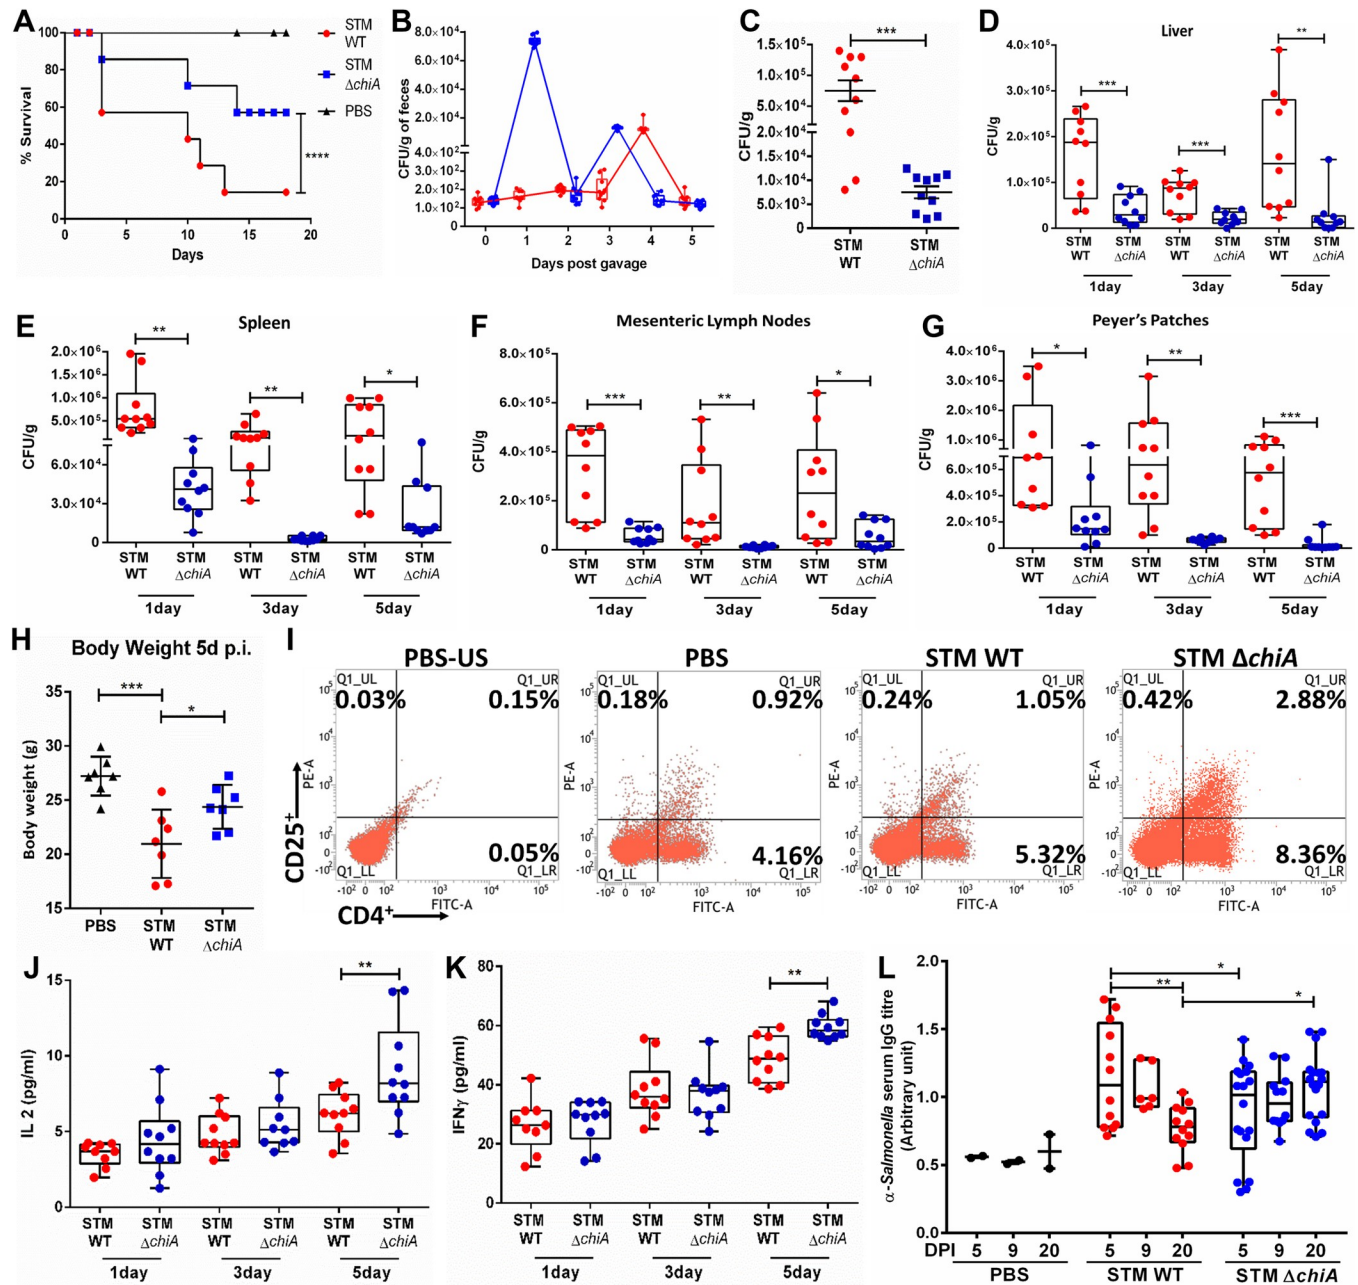 A
100
80
60
40
20
0
% Survival
0 5 10 15 20
Days
****
STM
WT
STM
ΔchiA
PBS
B
8.0×10⁴
6.0×10⁴
4.0×10⁴
2.0×10⁴
4.0×10²
3.0×10²
2.0×10²
1.0×10²
CFU/g of feces
0 1 2 3 4 5
Days post gavage
C
***
1.5×10⁵
1.0×10⁵
5.0×10⁴
2.0×10⁴
1.5×10⁴
1.0×10⁴
5.0×10³
0
CFU/g
STM STM
WT ΔchiA
D
Liver
4.0×10⁵
3.0×10⁵
2.0×10⁵
1.0×10⁵
0
CFU/g
*** *** **
STM STM STM STM STM STM
WT ΔchiA WT ΔchiA WT ΔchiA
1day 3day 5day
E
Spleen
2.0×10⁶
1.5×10⁶
1.0×10⁶
5.0×10⁵
6.0×10⁴
3.0×10⁴
0
CFU/g
** ** *
STM STM STM STM STM STM
WT ΔchiA WT ΔchiA WT ΔchiA
1day 3day 5day
F
Mesenteric Lymph Nodes
8.0×10⁵
6.0×10⁵
4.0×10⁵
2.0×10⁵
0
CFU/g
*** ** *
STM STM STM STM STM STM
WT ΔchiA WT ΔchiA WT ΔchiA
1day 3day 5day
G
Peyer's Patches
4.0×10⁶
3.0×10⁶
2.0×10⁶
1.0×10⁶
6.0×10⁵
4.0×10⁵
2.0×10⁵
0
CFU/g
* ** ***
STM STM STM STM STM STM
WT ΔchiA WT ΔchiA WT ΔchiA
1day 3day 5day
H
Body Weight 5d p.i.
35
30
25
20
15
Body weight (g)
*** *
PBS STM STM
WT ΔchiA
I
PBS-US PBS STM WT STM ΔchiA
Q1_UL Q1_UR Q1_UL Q1_UR Q1_UL Q1_UR Q1_UL Q1_UR
0.03% 0.15% 0.18% 0.92% 0.24% 1.05% 0.42% 2.88%
PE-A PE-A PE-A PE-A
CD25⁺
0.05% 4.16% 5.32% 8.36%
Q1_LL Q1_LR Q1_LL Q1_LR Q1_LL Q1_LR Q1_LL Q1_LR
FITC-A FITC-A FITC-A FITC-A
CD4⁺
J
15
10
5
0
IL 2 (pg/ml)
**
STM STM STM STM STM STM
WT ΔchiA WT ΔchiA WT ΔchiA
1day 3day 5day
K
80
60
40
20
0
IFNγ (pg/ml)
**
STM STM STM STM STM STM
WT ΔchiA WT ΔchiA WT ΔchiA
1day 3day 5day
L
2.0
1.5
1.0
0.5
0.0
α-Salmonella serum IgG titre
(Arbitrary unit)
*
**
*
DPI 5 9 20 5 9 20 5 9 20
PBS STM WT STM ΔchiA